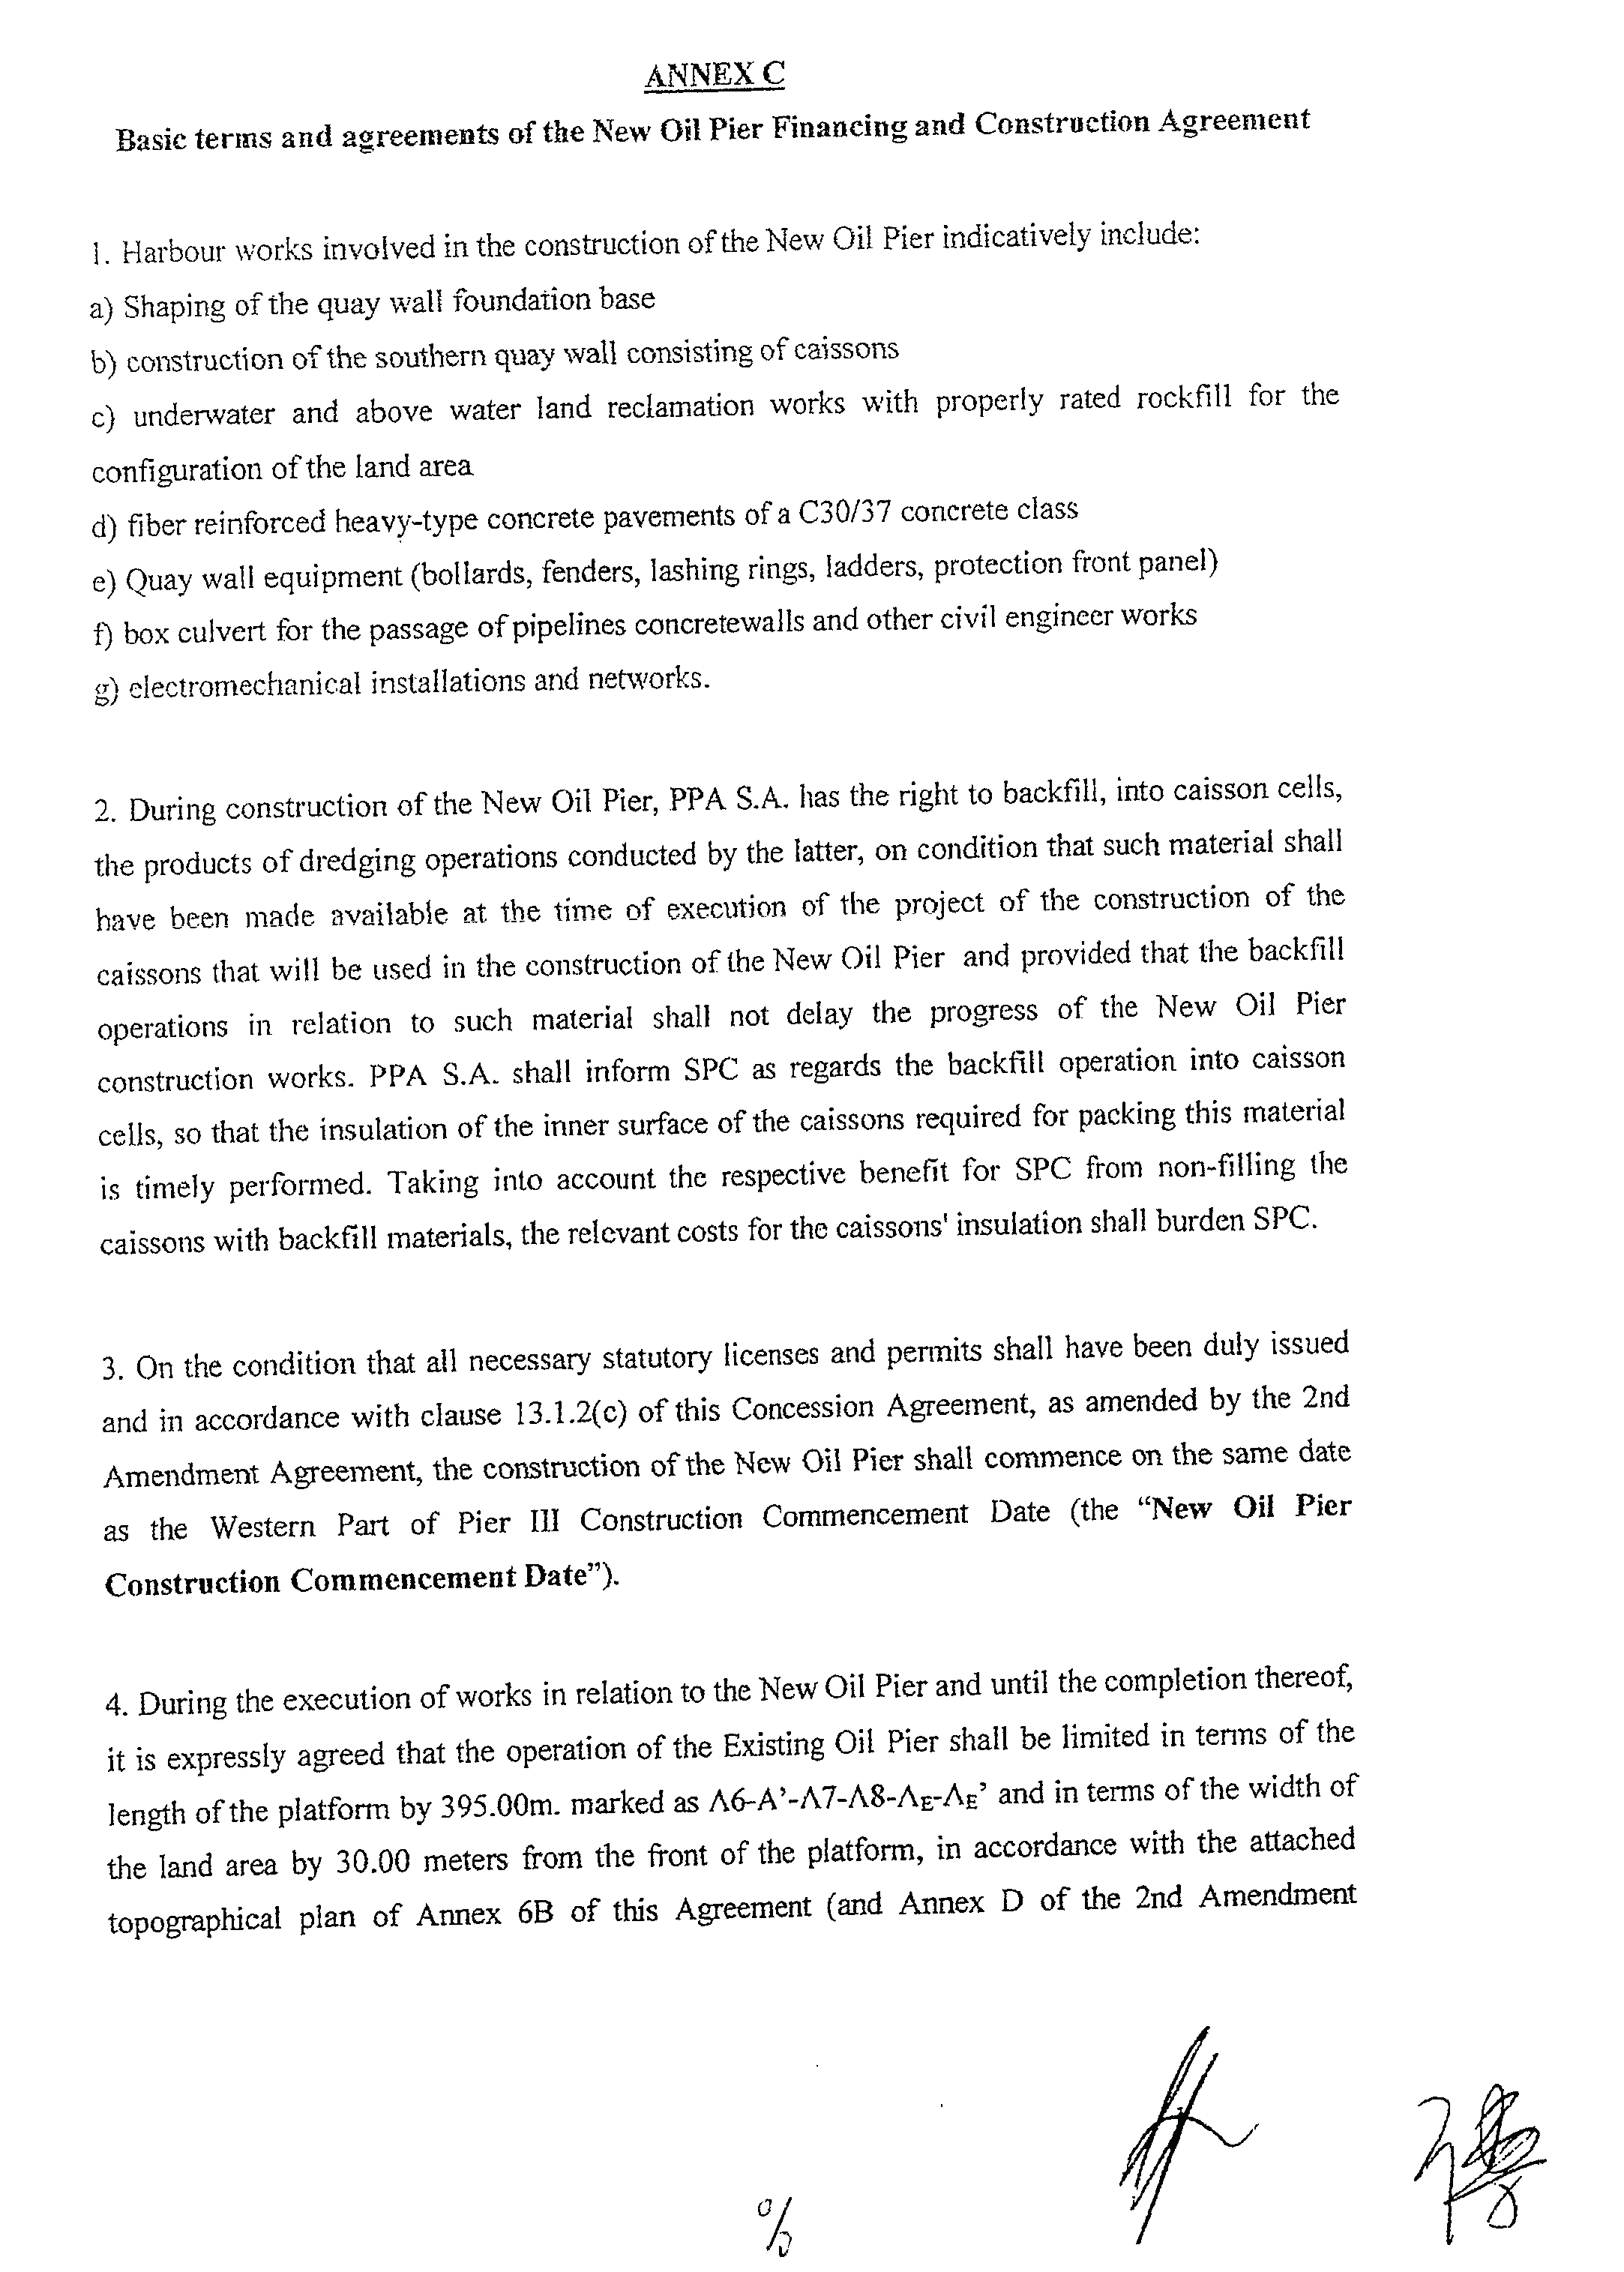 ANNEX C
Basic terms and agreements of the New Oil Pier Financing and Construction Agreement
1. Harbour works involved in the construction of the New Oil Pier indicatively include:
a) Shaping of the quay wall foundation base
b) construction of the southern quay wall consisting of caissons
c) underwater and above water land reclamation works with properly rated rockfill for the
configuration of the land area
d) fiber reinforced heavy-type concrete pavements of a C30/37 concrete class
e) Quay wall equipment (bollards, fenders, lashing rings, ladders, protection front panel)
f) box culvert for the passage of pipelines concretewalls and other civil engineer works
g) electromechanical installations and networks.
2. During construction of the New Oil Pier, PPA S.A. has the right to backfill, into caisson cells,
the products of dredging operations conducted by the latter, on condition that such material shall
have been made available at the time of execution of the project of the construction of the
caissons that will be used in the construction of the New Oil Pier and provided that the backfill
operations in relation to such material shall not delay the progress of the New Oil Pier
construction works. PPA S.A. shall inform SPC as regards the backfill operation into caisson
cells, so that the insulation of the inner surface of the caissons required for packing this material
is timely performed. Taking into account the respective benefit for SPC from non-filling the
caissons with backfill materials, the relevant costs for the caissons' insulation shall burden SPC.
3. On the condition that all necessary statutory licenses and permits shall have been duly issued
and in accordance with clause 13.1.2(c) of this Concession Agreement, as amended by the 2nd
Amendment Agreement, the construction of the New Oil Pier shall commence on the same date
as the Western Part of Pier III Construction Commencement Date (the “New Oil Pier
Construction Commencement Date”).
4. During the execution of works in relation to the New Oil Pier and until the completion thereof,
it is expressly agreed that the operation of the Existing Oil Pier shall be limited in terms of the
length of the platform by 395.00m. marked as Λ6-Α’-Λ7-Λ8-ΛΕ-ΛΕ’ and in terms of the width of
the land area by 30.00 meters from the front of the platform, in accordance with the attached
topographical plan of Annex 6B of this Agreement (and Annex D of the 2nd Amendment